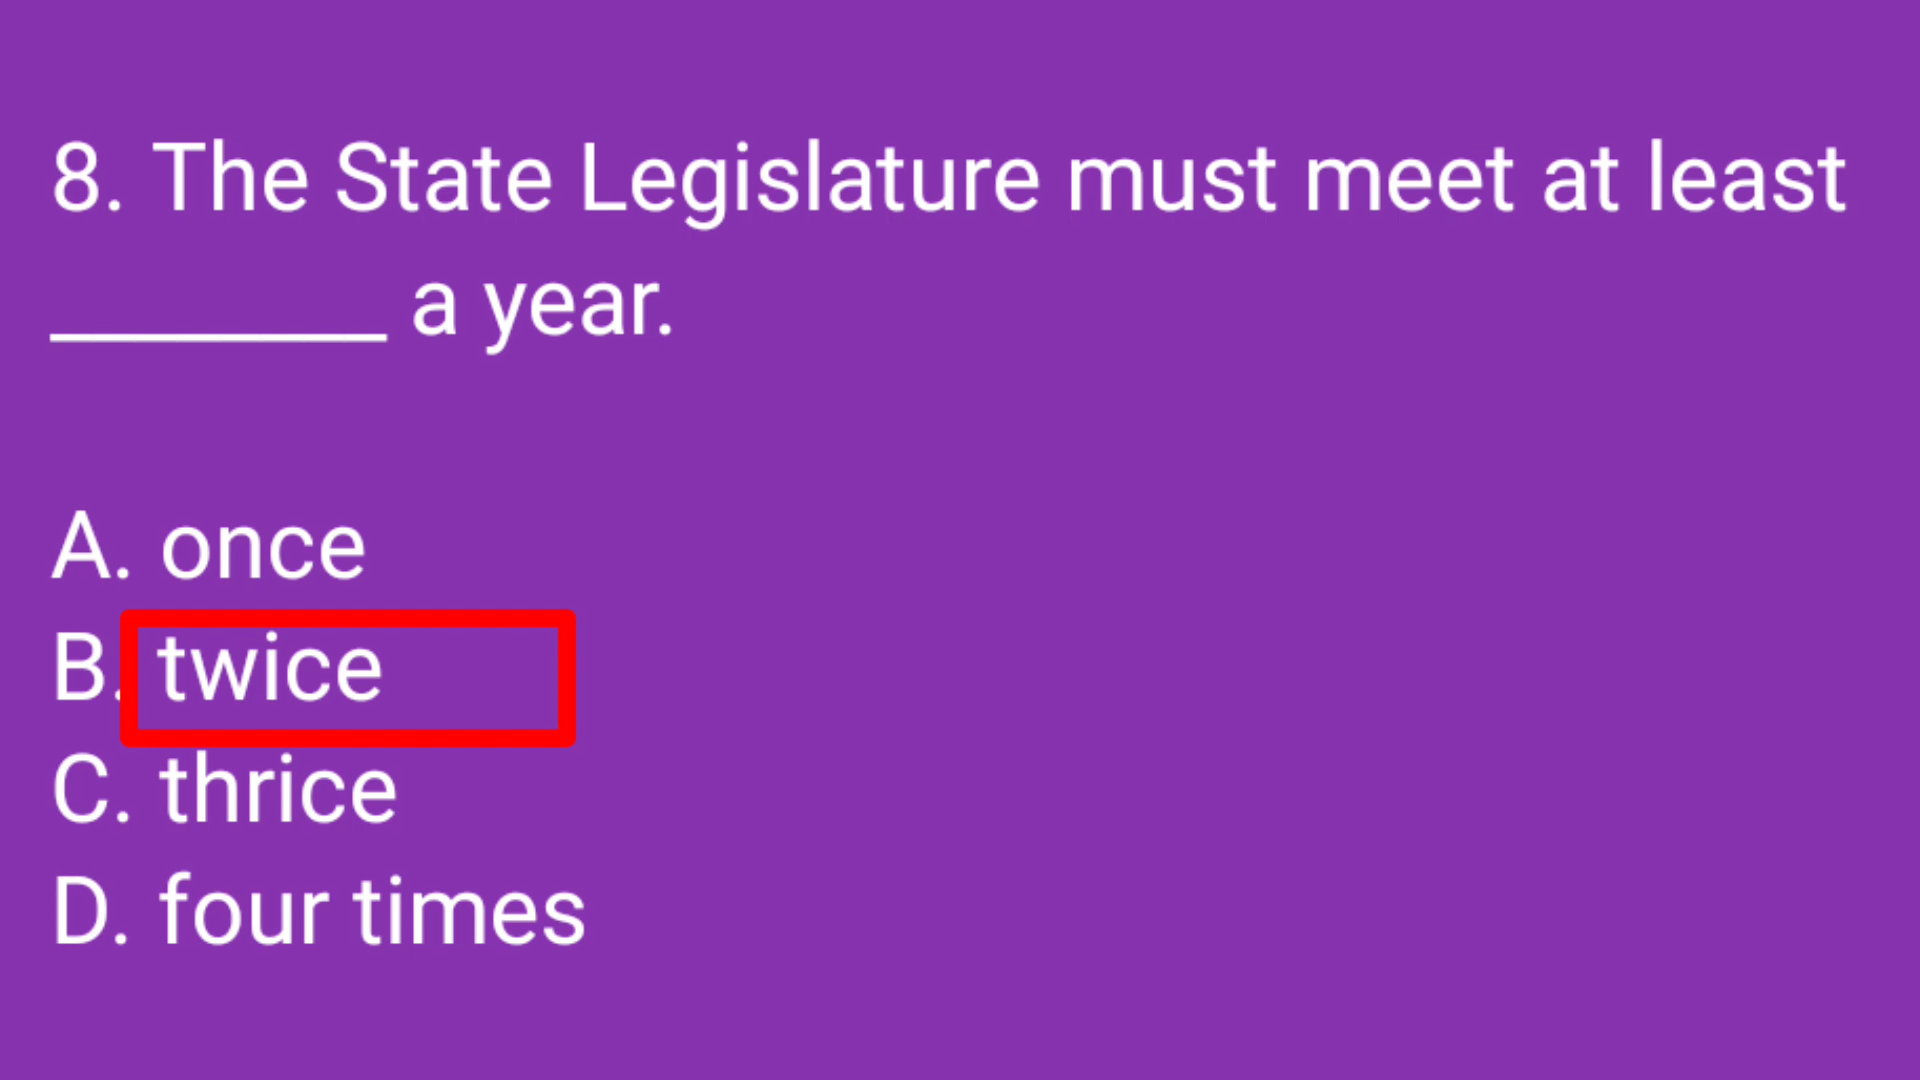 8. The State Legislature must meet at least
________ a year.
A. once
B. twice
C. thrice
D. four times